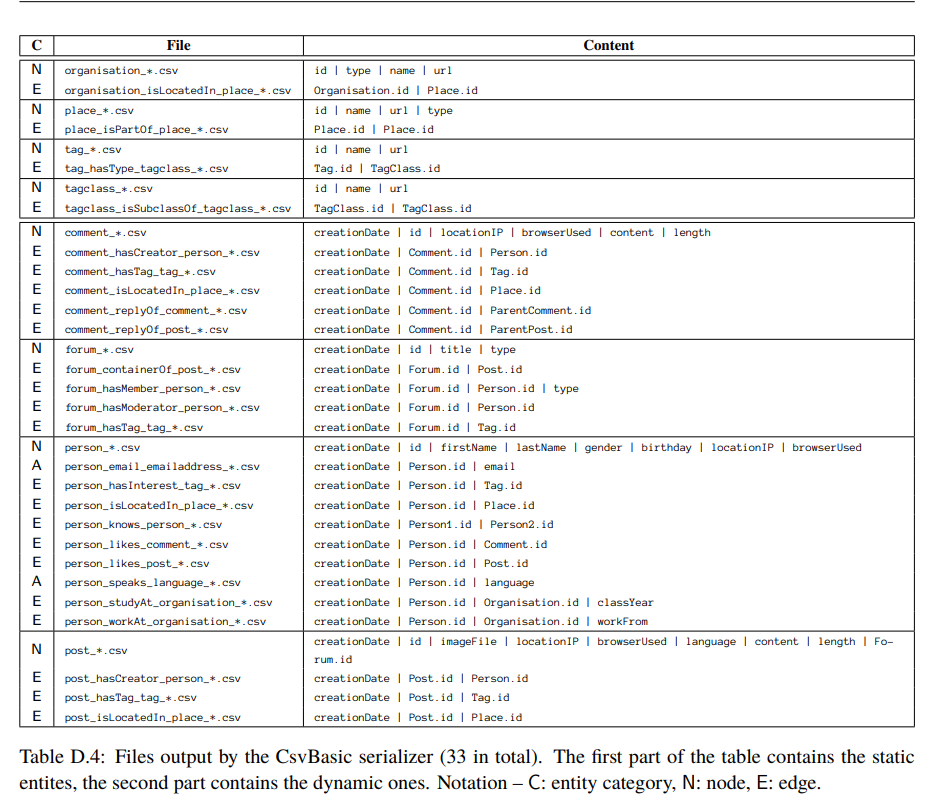 C File Content
N organisation_*.csv id | type | name | url
E organisation_isLocatedIn_place_*.csv Organisation.id | Place.id
N place_*.csv id | name | url | type
E place_isPartOf_place_*.csv Place.id | Place.id
N tag_*.csv id | name | url
E tag_hasType_tagclass_*.csv Tag.id | TagClass.id
N tagclass_*.csv id | name | url
E tagclass_isSubclassOf_tagclass_*.csv TagClass.id | TagClass.id
N comment_*.csv creationDate | id | locationIP | browserUsed | content | length
E comment_hasCreator_person_*.csv creationDate | Comment.id | Person.id
E comment_hasTag_tag_*.csv creationDate | Comment.id | Tag.id
E comment_isLocatedIn_place_*.csv creationDate | Comment.id | Place.id
E comment_replyOf_comment_*.csv creationDate | Comment.id | ParentComment.id
E comment_replyOf_post_*.csv creationDate | Comment.id | ParentPost.id
N forum_*.csv creationDate | id | title | type
E forum_containerOf_post_*.csv creationDate | Forum.id | Post.id
E forum_hasMember_person_*.csv creationDate | Forum.id | Person.id | type
E forum_hasModerator_person_*.csv creationDate | Forum.id | Person.id
E forum_hasTag_tag_*.csv creationDate | Forum.id | Tag.id
N person_*.csv creationDate | id | firstName | lastName | gender | birthday | locationIP | browserUsed
A person_email_emailaddress_*.csv creationDate | Person.id | email
E person_hasInterest_tag_*.csv creationDate | Person.id | Tag.id
E person_isLocatedIn_place_*.csv creationDate | Person.id | Place.id
E person_knows_person_*.csv creationDate | Person1.id | Person2.id
E person_likes_comment_*.csv creationDate | Person.id | Comment.id
E person_likes_post_*.csv creationDate | Person.id | Post.id
A person_speaks_language_*.csv creationDate | Person.id | language
E person_studyAt_organisation_*.csv creationDate | Person.id | Organisation.id | classYear
E person_workAt_organisation_*.csv creationDate | Person.id | Organisation.id | workFrom
N post_*.csv creationDate | id | imageFile | locationIP | browserUsed | language | content | length | Fo-
rum.id
E post_hasCreator_person_*.csv creationDate | Post.id | Person.id
E post_hasTag_tag_*.csv creationDate | Post.id | Tag.id
E post_isLocatedIn_place_*.csv creationDate | Post.id | Place.id
Table D.4: Files output by the CsvBasic serializer (33 in total). The first part of the table contains the static
entites, the second part contains the dynamic ones. Notation – C: entity category, N: node, E: edge.